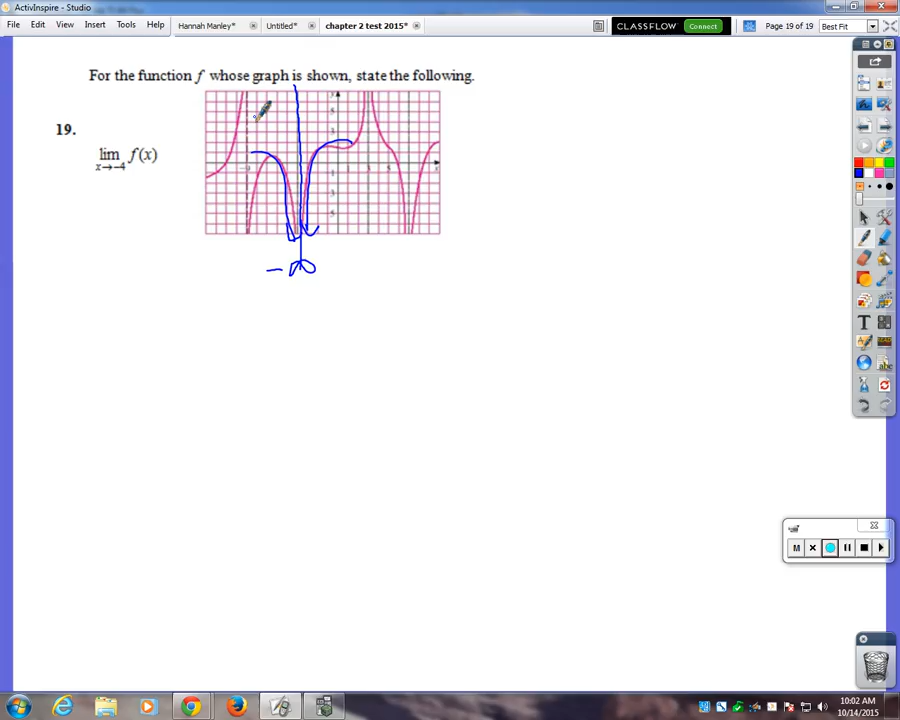 ActivInspire - Studio
File Edit View Insert Tools Help Hannah Manley* Untitled* chapter 2 test 2015* CLASSFLOW Connect Page 19 of 19 Best Fit
For the function f whose graph is shown, state the following.
19.
lim f(x)
x→-4
-∞
M
T
abc
10:02 AM
10/14/2015